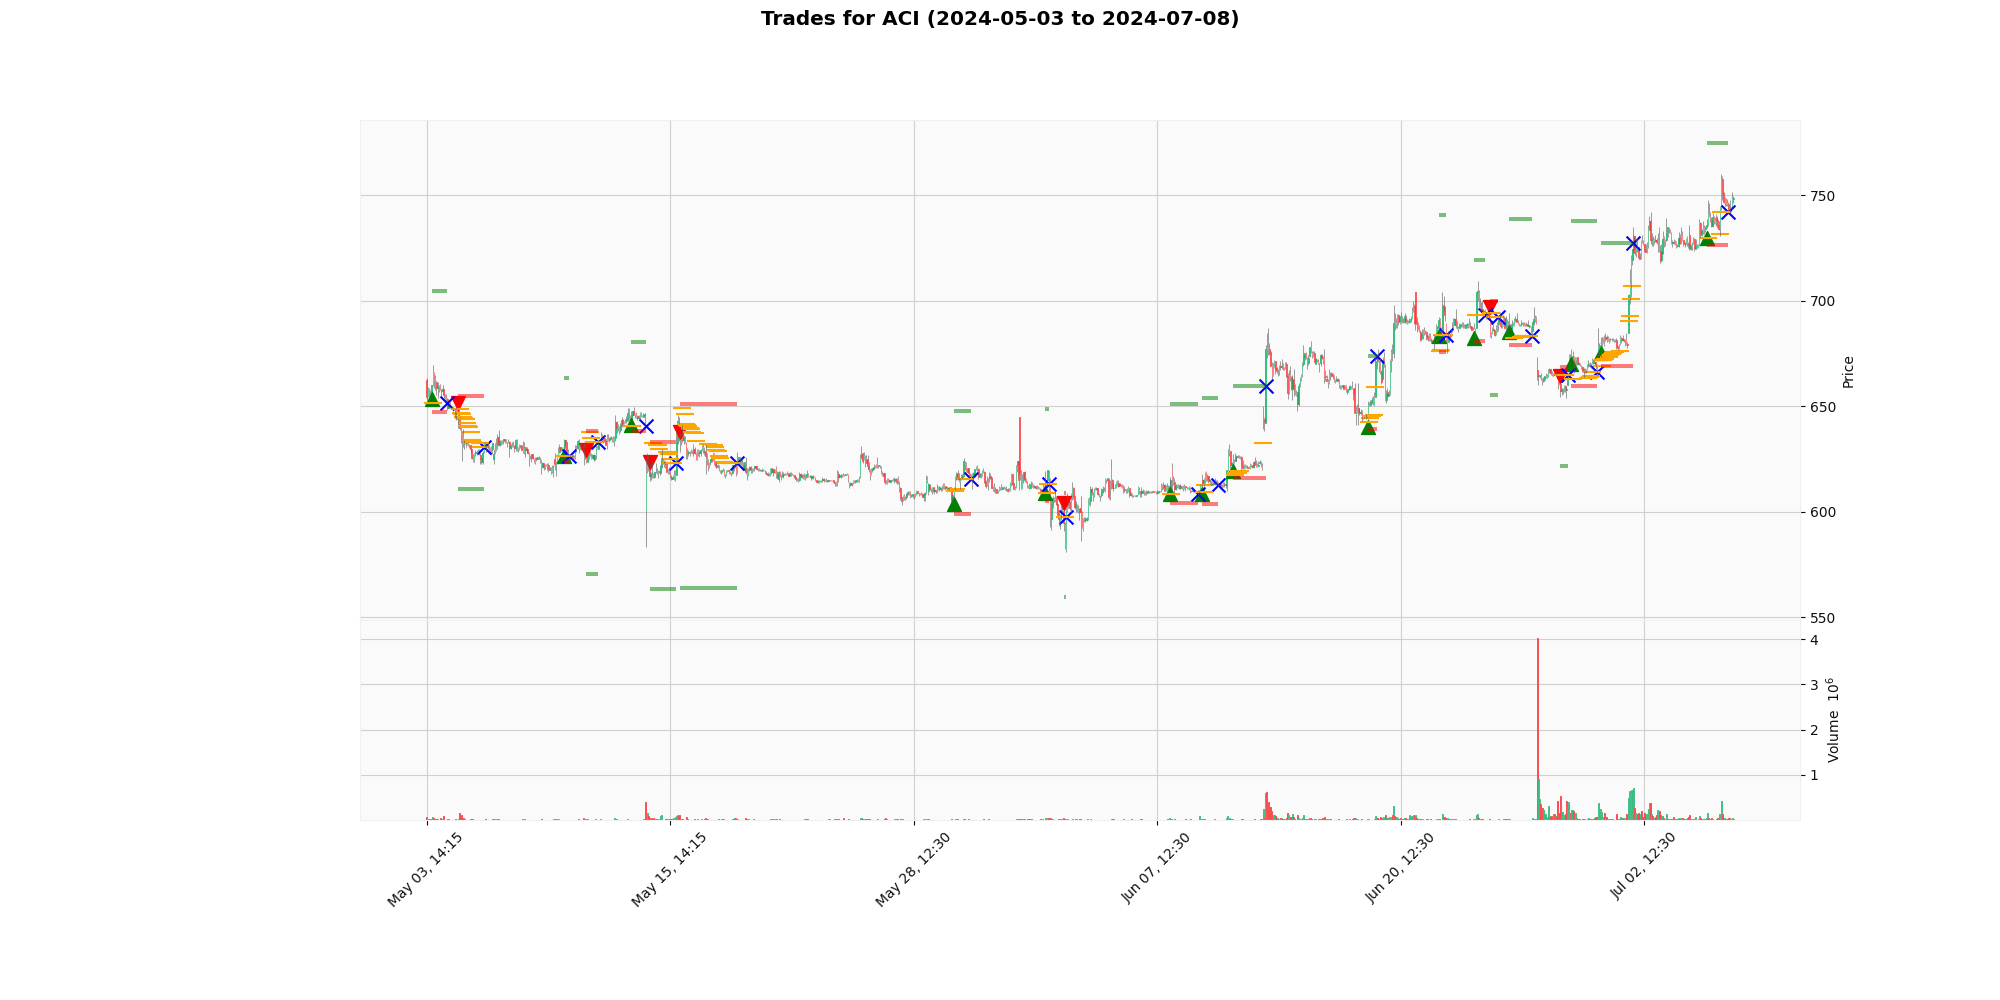 Trades for ACI (2024-05-03 to 2024-07-08)
750
700
650
600
550
Price
4
3
2
1
Volume 10^6
May 03, 14:15
May 15, 14:15
May 28, 12:30
Jun 07, 12:30
Jun 20, 12:30
Jul 02, 12:30